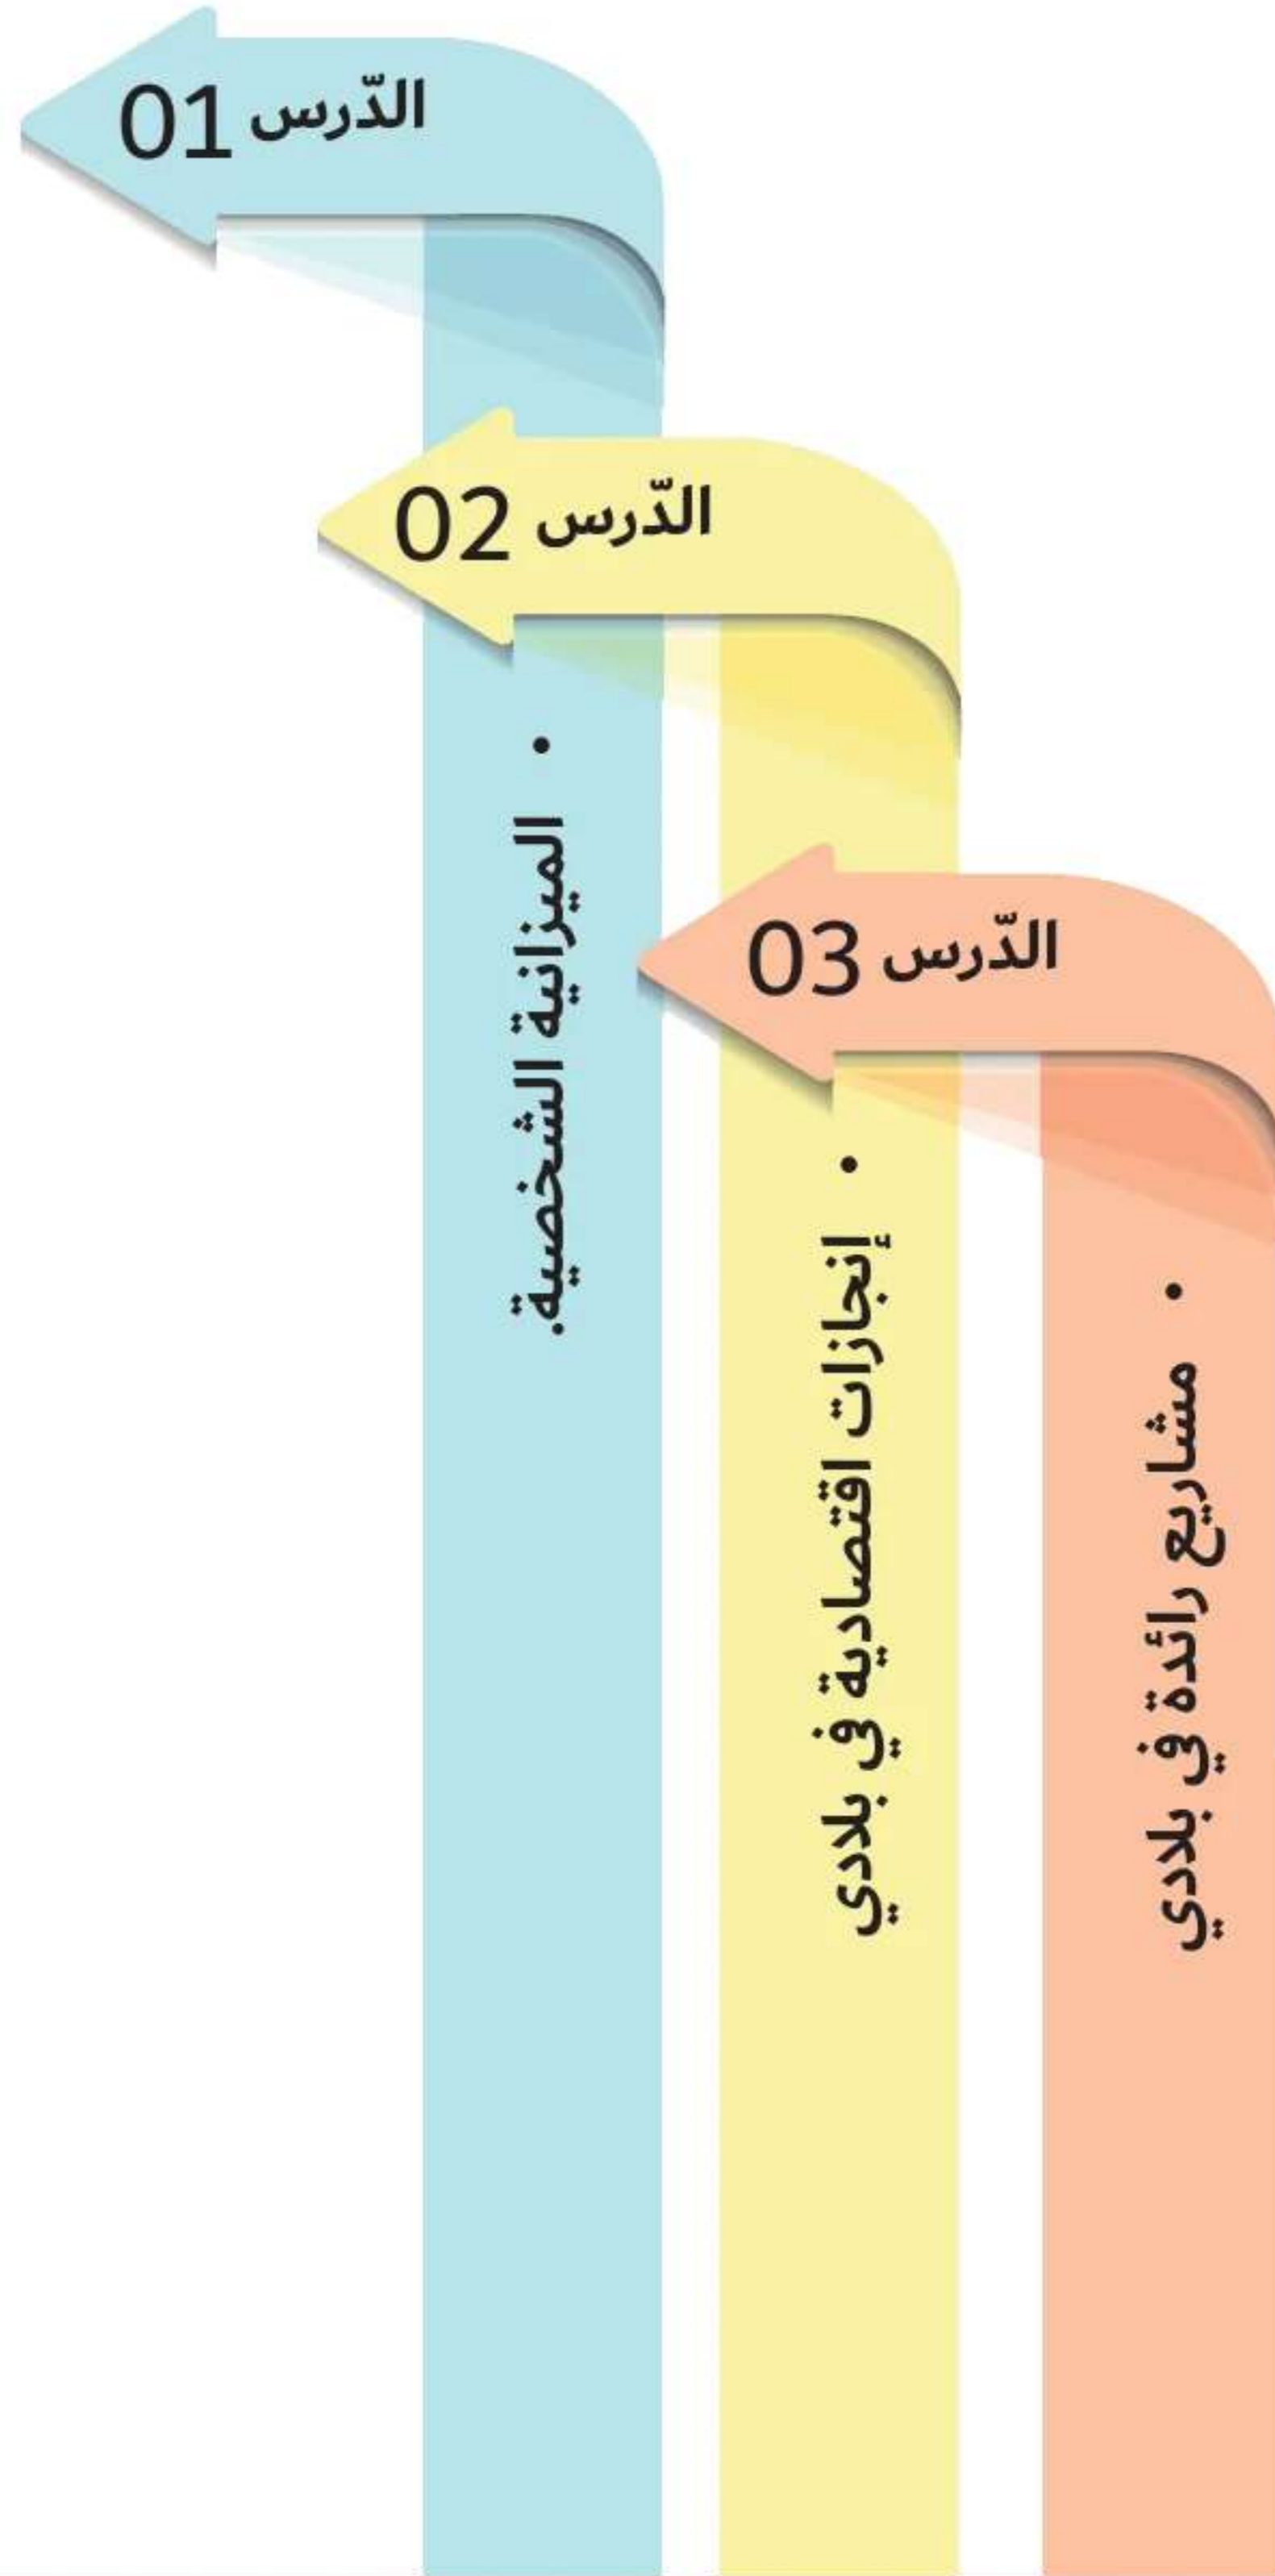 الدّرس 01
• الميزانية الشخصية.
الدّرس 02
• إنجازات اقتصادية في بلادي
الدّرس 03
• مشاريع رائدة في بلادي